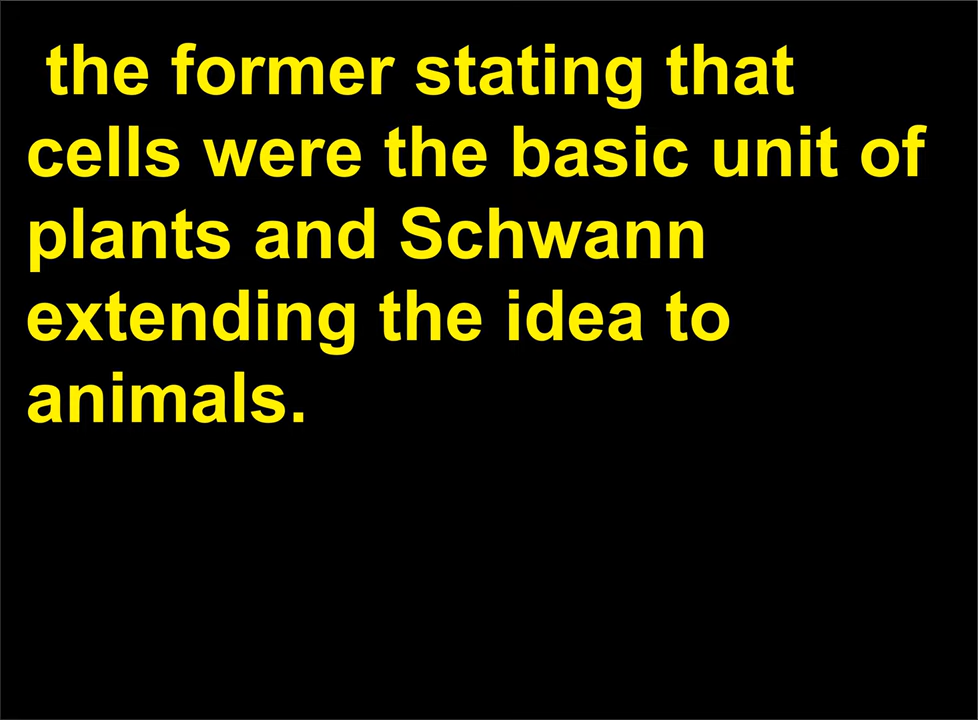 the former stating that
cells were the basic unit of
plants and Schwann
extending the idea to
animals.